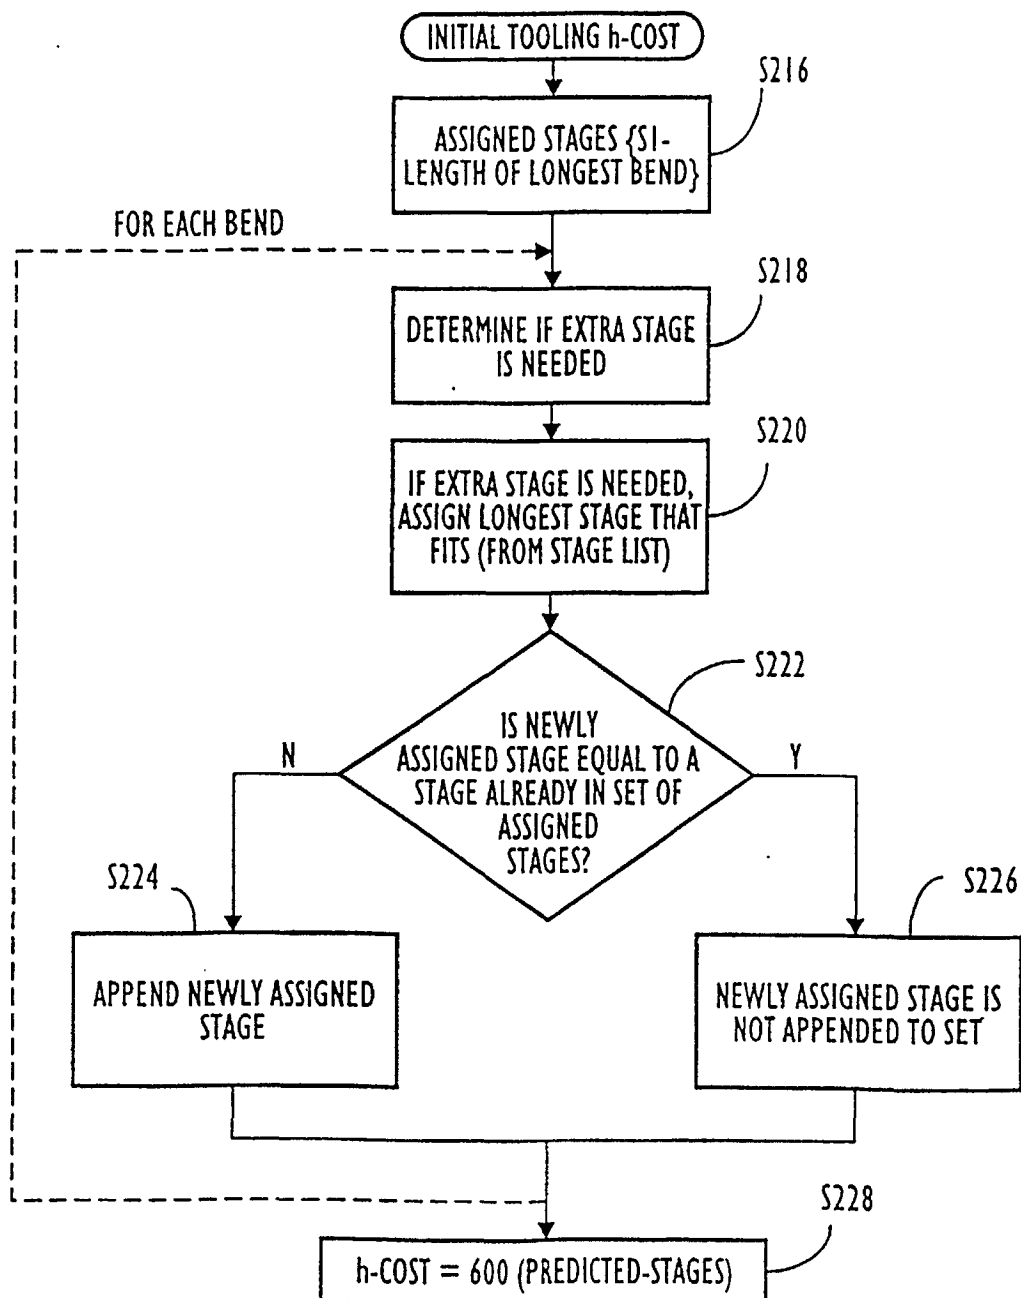 INITIAL TOOLING h-COST
S216
ASSIGNED STAGES {S1-
LENGTH OF LONGEST BEND}
FOR EACH BEND
S218
DETERMINE IF EXTRA STAGE
IS NEEDED
S220
IF EXTRA STAGE IS NEEDED,
ASSIGN LONGEST STAGE THAT
FITS (FROM STAGE LIST)
S222
IS NEWLY
ASSIGNED STAGE EQUAL TO A
STAGE ALREADY IN SET OF
ASSIGNED
STAGES?
N
Y
S224
APPEND NEWLY ASSIGNED
STAGE
S226
NEWLY ASSIGNED STAGE IS
NOT APPENDED TO SET
S228
h-COST = 600 (PREDICTED-STAGES)